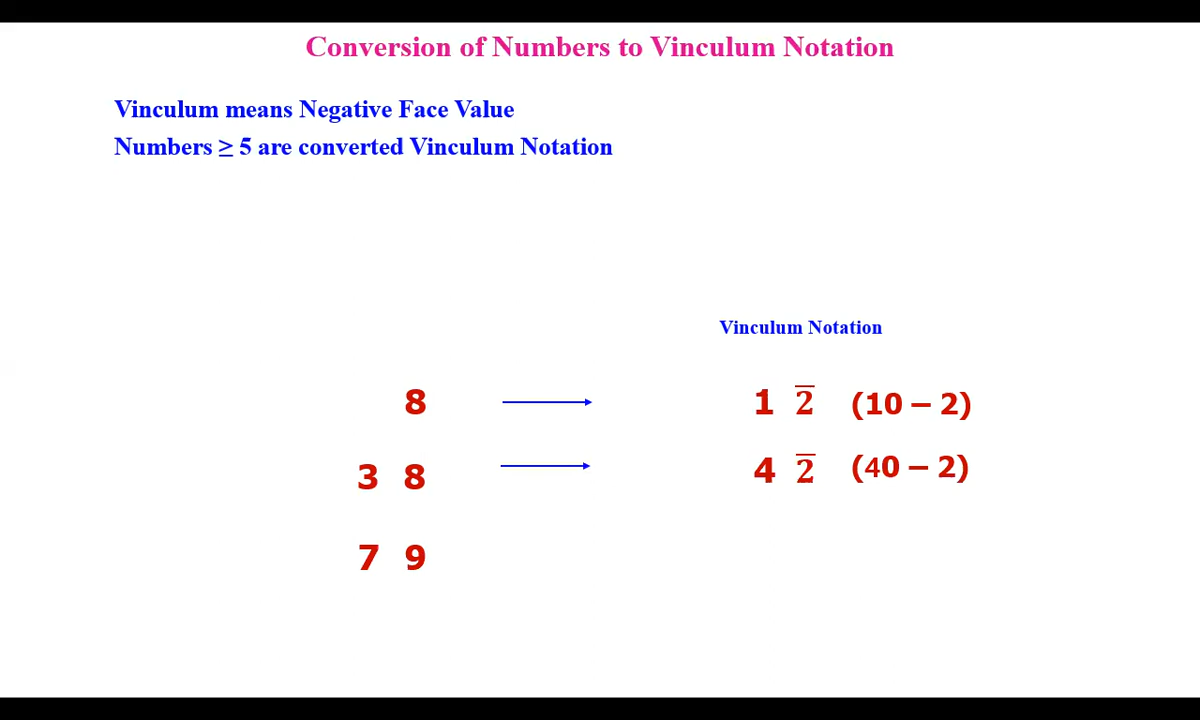 Conversion of Numbers to Vinculum Notation
Vinculum means Negative Face Value
Numbers ≥ 5 are converted Vinculum Notation
Vinculum Notation
8 1 2̅ (10 – 2)
3 8 4 2̅ (40 – 2)
7 9